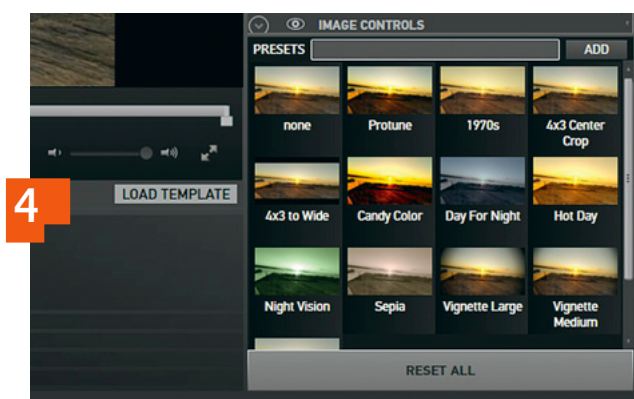 IMAGE CONTROLS
PRESETS
ADD
none
Protune
1970s
4x3 Center
Crop
4
LOAD TEMPLATE
4x3 to Wide
Candy Color
Day For Night
Hot Day
Night Vision
Sepia
Vignette Large
Vignette
Medium
RESET ALL